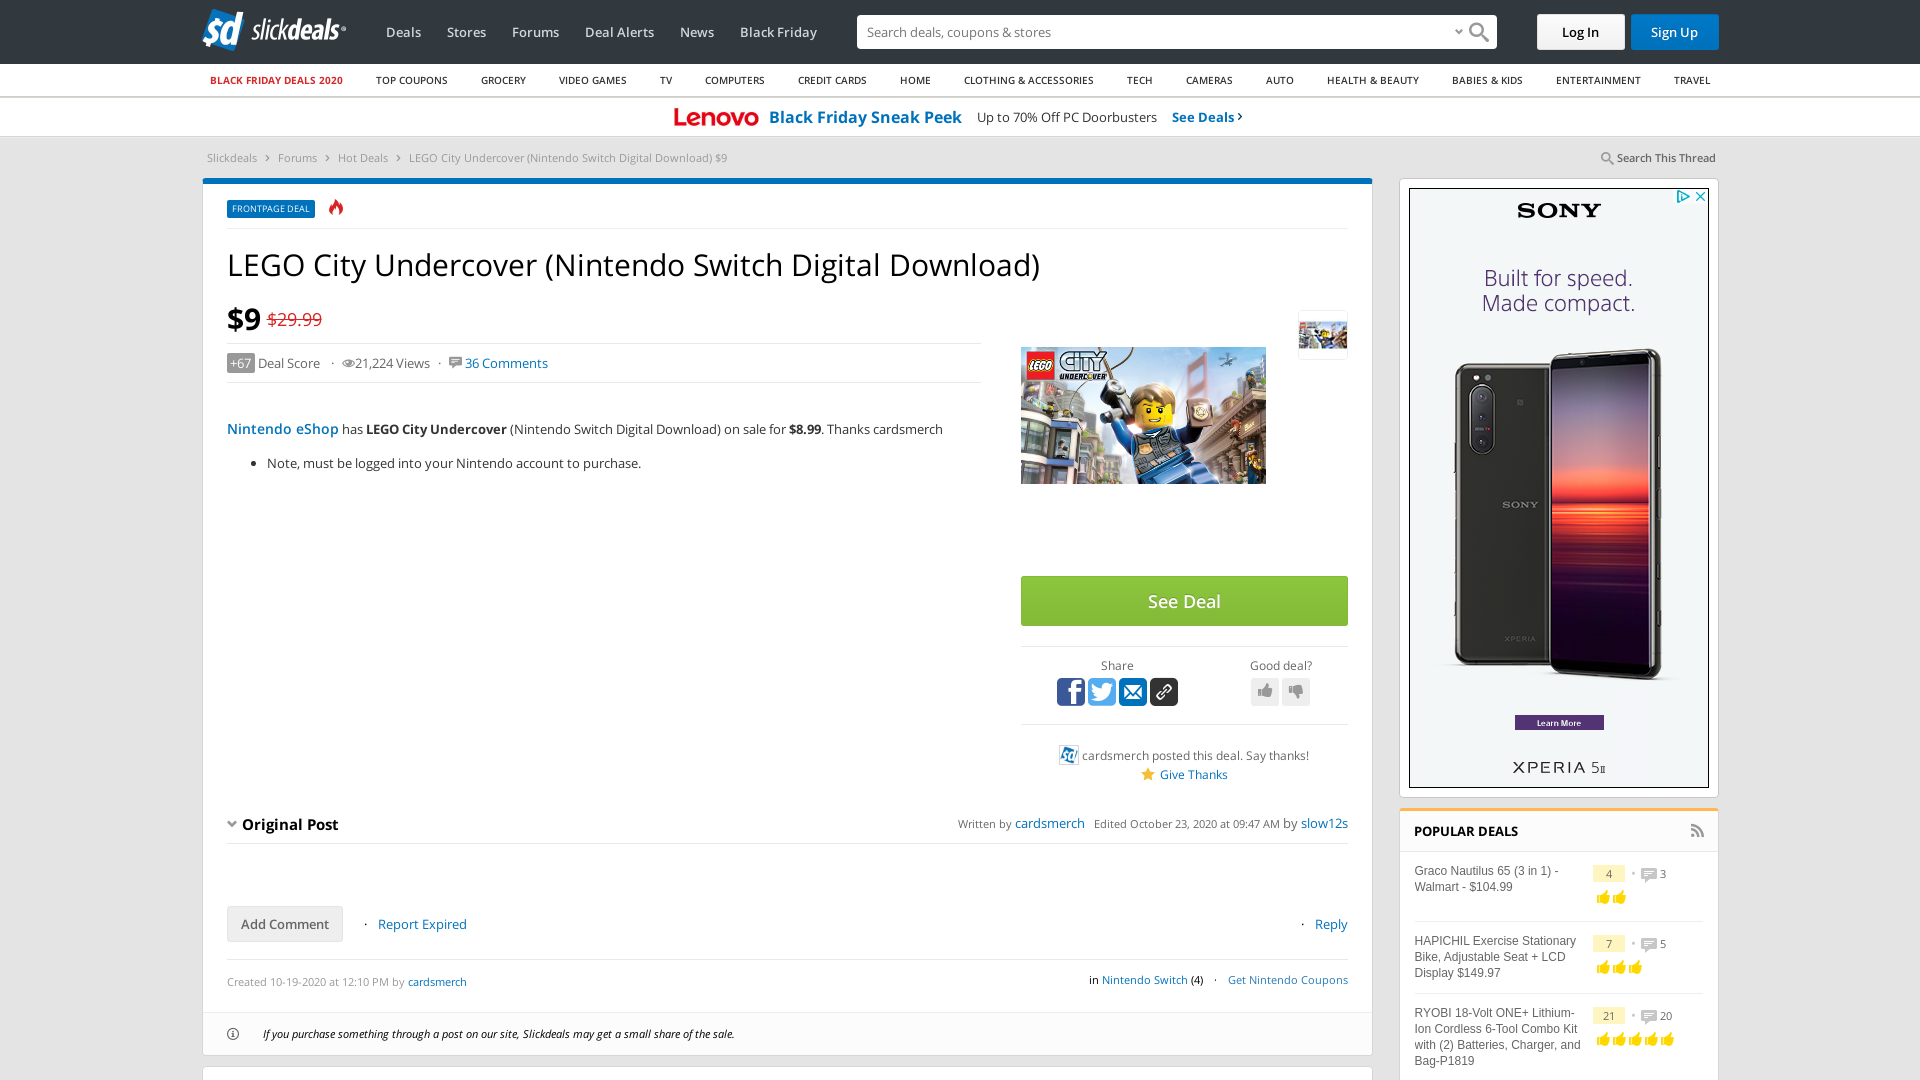 slickdeals
Deals
Stores
Forums
Deal Alerts
News
Black Friday
Search deals, coupons & stores
Log In
Sign Up
BLACK FRIDAY DEALS 2020
TOP COUPONS
GROCERY
VIDEO GAMES
TV
COMPUTERS
CREDIT CARDS
HOME
CLOTHING & ACCESSORIES
TECH
CAMERAS
AUTO
HEALTH & BEAUTY
BABIES & KIDS
ENTERTAINMENT
TRAVEL
Lenovo Black Friday Sneak Peek Up to 70% Off PC Doorbusters See Deals ›
Slickdeals › Forums › Hot Deals › LEGO City Undercover (Nintendo Switch Digital Download) $9
Search This Thread
FRONTPAGE DEAL
LEGO City Undercover (Nintendo Switch Digital Download)
$9 $29.99
+67 Deal Score · 21,224 Views · 36 Comments
LEGO CITY UNDERCOVER
Nintendo eShop has LEGO City Undercover (Nintendo Switch Digital Download) on sale for $8.99. Thanks cardsmerch
• Note, must be logged into your Nintendo account to purchase.
See Deal
Share
Good deal?
cardsmerch posted this deal. Say thanks!
Give Thanks
Original Post
Written by cardsmerch Edited October 23, 2020 at 09:47 AM by slow12s
Add Comment
· Report Expired
· Reply
Created 10-19-2020 at 12:10 PM by cardsmerch
in Nintendo Switch (4) · Get Nintendo Coupons
If you purchase something through a post on our site, Slickdeals may get a small share of the sale.
SONY
Built for speed.
Made compact.
SONY
XPERIA
Learn More
XPERIA 5II
POPULAR DEALS
Graco Nautilus 65 (3 in 1) -
Walmart - $104.99
4 • 3
HAPICHIL Exercise Stationary
Bike, Adjustable Seat + LCD
Display $149.97
7 • 5
RYOBI 18-Volt ONE+ Lithium-
Ion Cordless 6-Tool Combo Kit
with (2) Batteries, Charger, and
Bag-P1819
21 • 20